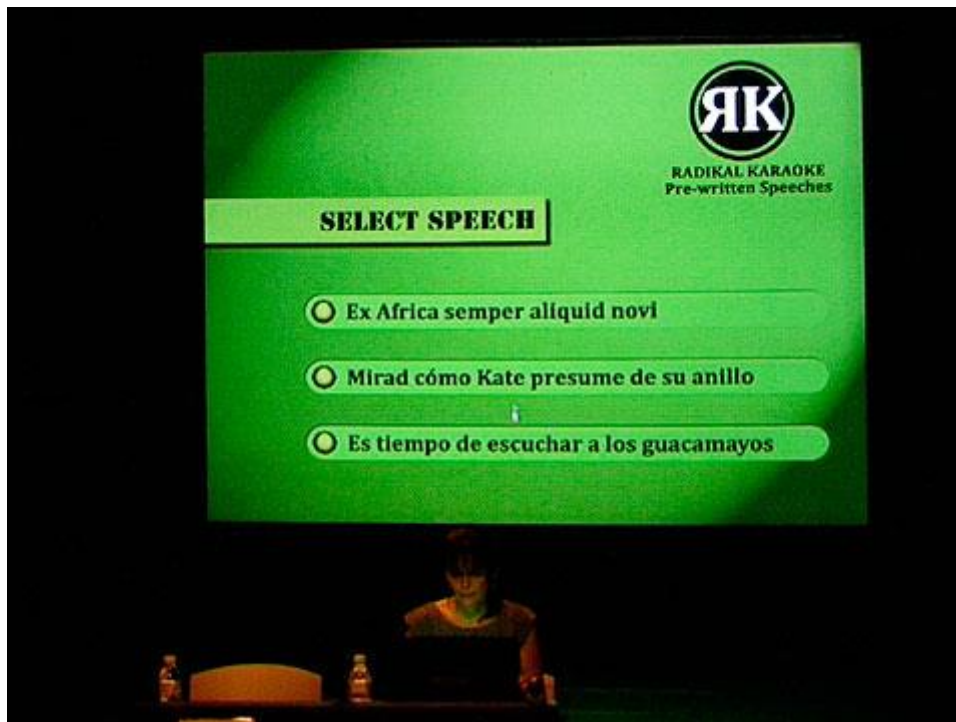 ЯK
RADIKAL KARAOKE
Pre-written Speeches
SELECT SPEECH
Ex Africa semper aliquid novi
Mirad cómo Kate presume de su anillo
Es tiempo de escuchar a los guacamayos